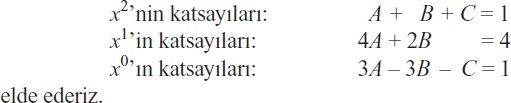 x²'nin katsayıları: A + B + C = 1
x¹'in katsayıları: 4A + 2B = 4
x⁰'ın katsayıları: 3A – 3B – C = 1
elde ederiz.